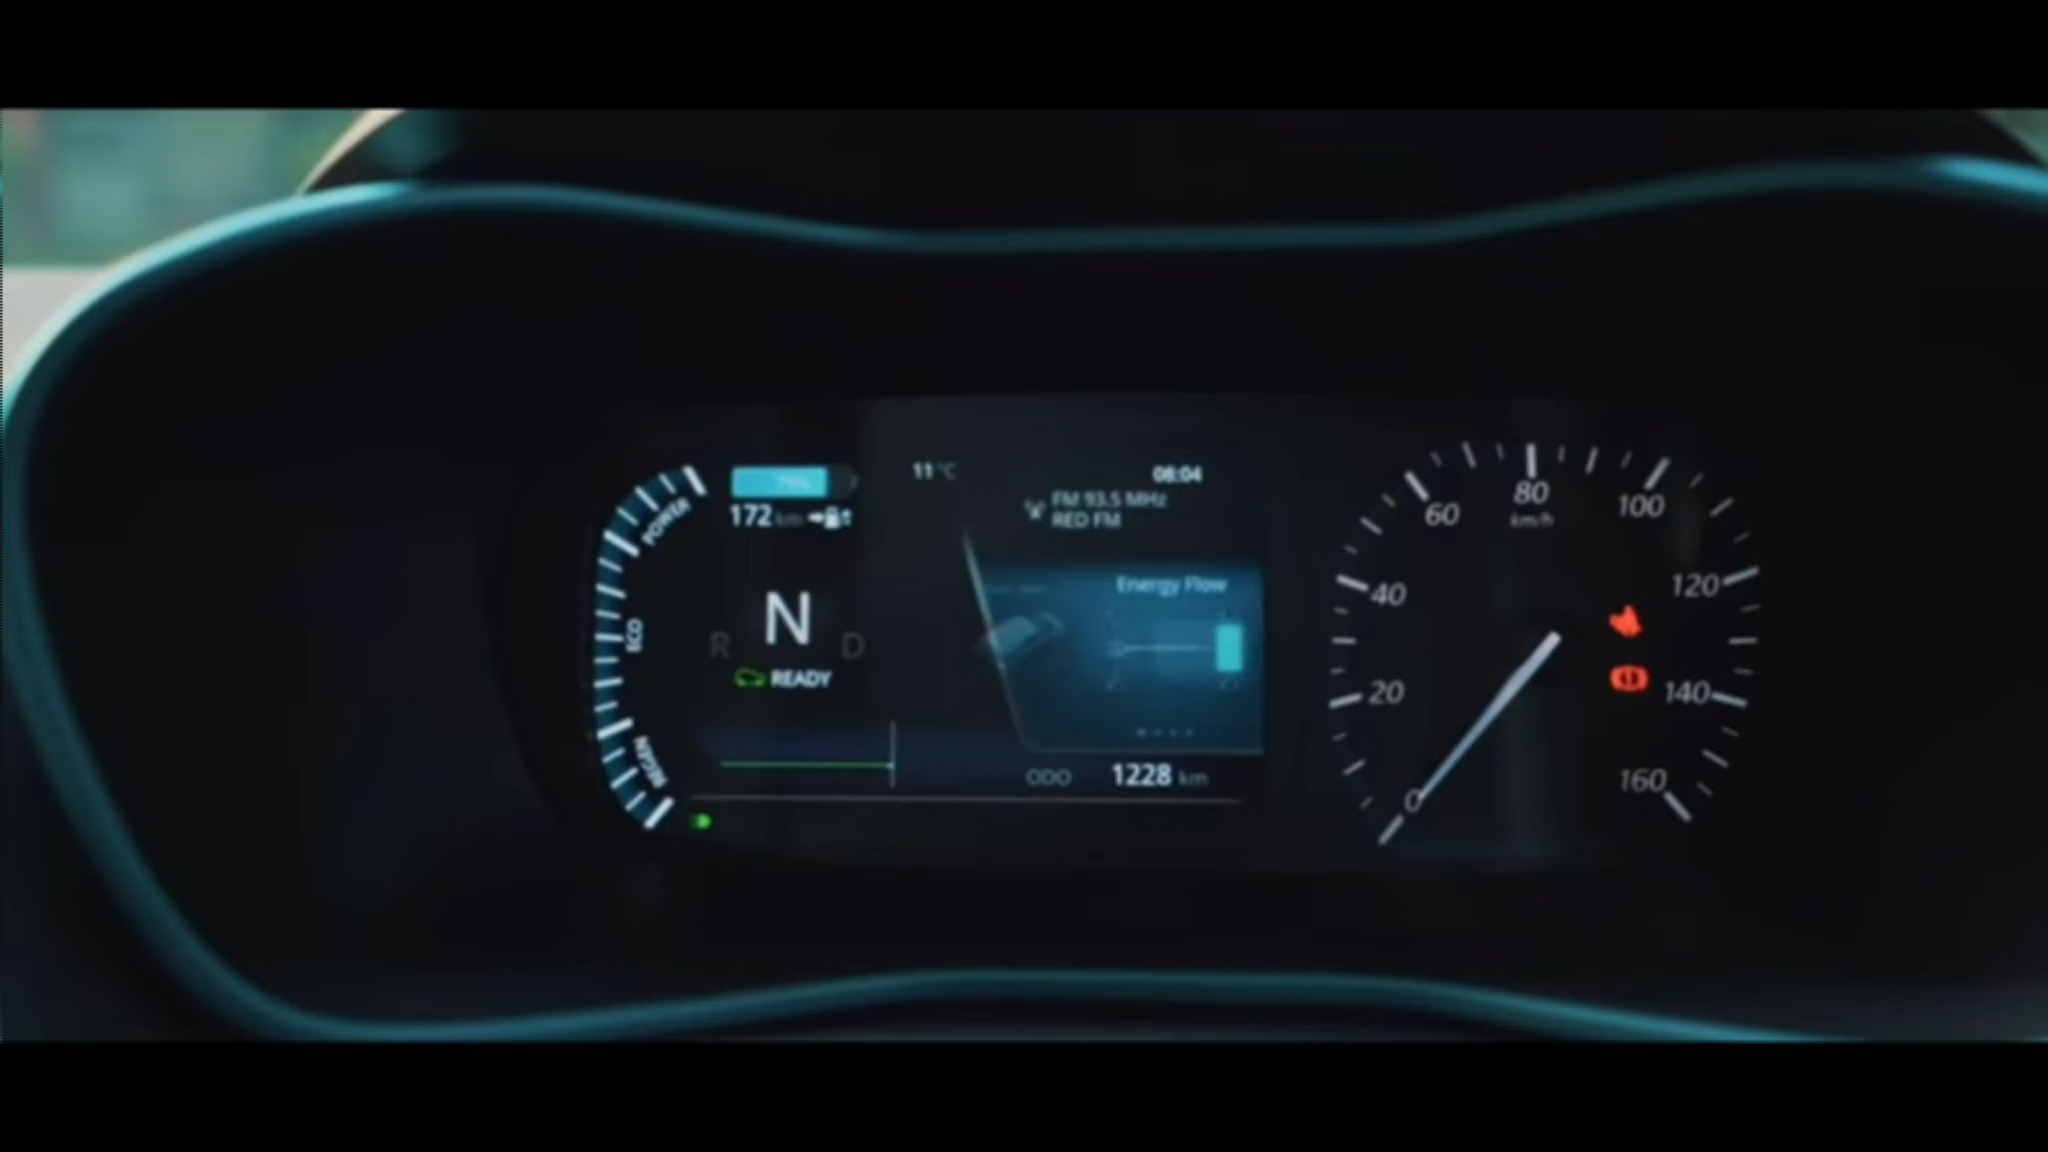 POWER
ECO
REGEN
79%
172 km
11 °C
08:04
FM 93.5 MHz
RED FM
R N D
READY
Energy Flow
ODO 1228 km
0
20
40
60
80
km/h
100
120
140
160